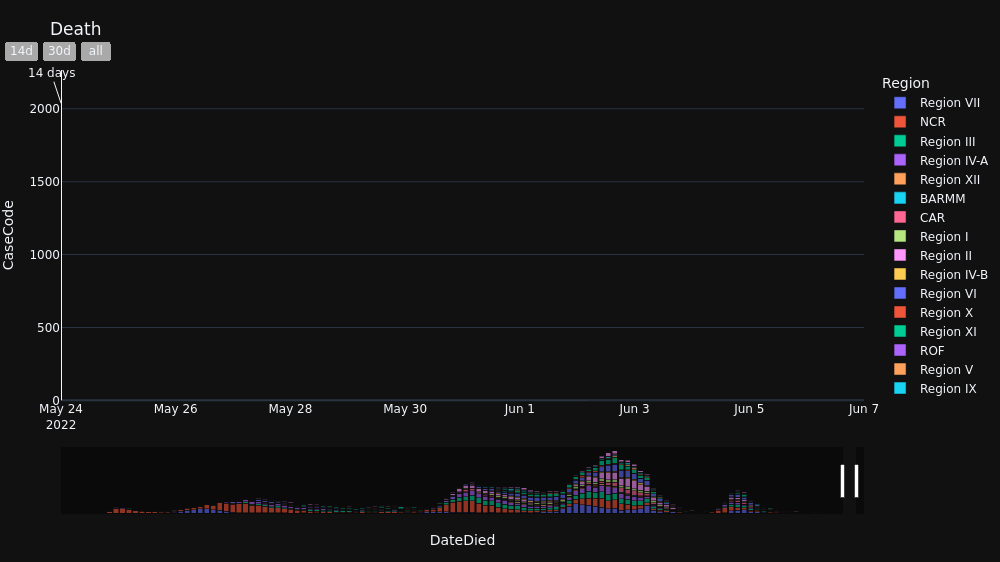 Death
14d 30d all
14 days
2000
1500
1000
500
0
CaseCode
May 24 May 26 May 28 May 30 Jun 1 Jun 3 Jun 5 Jun 7
2022
DateDied
Region
Region VII
NCR
Region III
Region IV-A
Region XII
BARMM
CAR
Region I
Region II
Region IV-B
Region VI
Region X
Region XI
ROF
Region V
Region IX